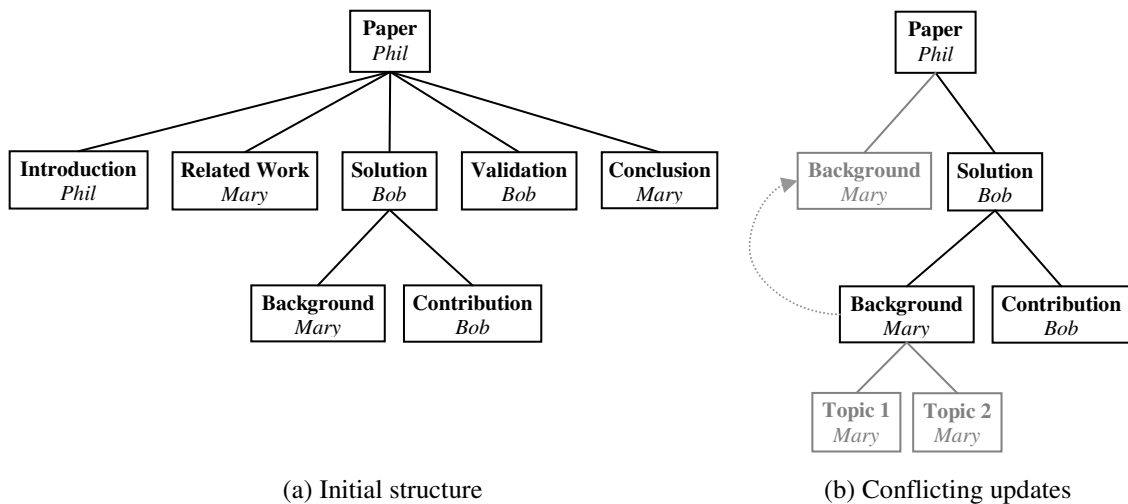 Paper
Phil
Introduction
Phil
Related Work
Mary
Solution
Bob
Validation
Bob
Conclusion
Mary
Background
Mary
Contribution
Bob
(a) Initial structure
Paper
Phil
Background
Mary
Solution
Bob
Background
Mary
Contribution
Bob
Topic 1
Mary
Topic 2
Mary
(b) Conflicting updates